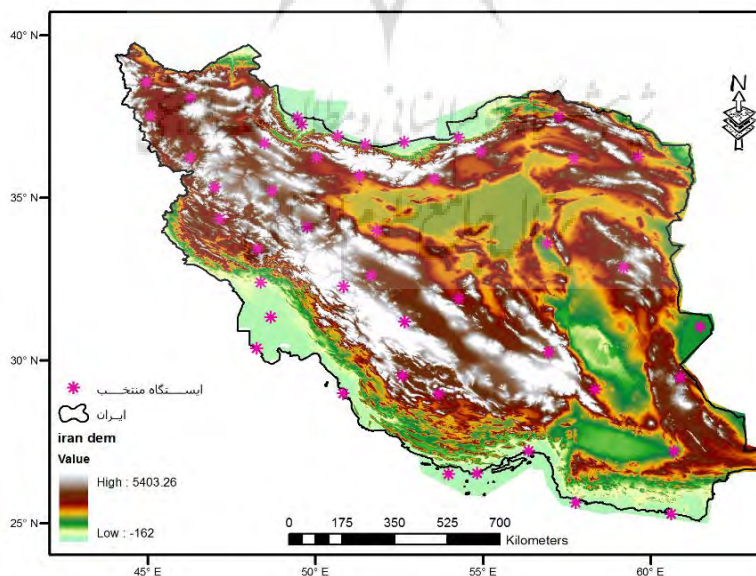 40° N
35° N
30° N
25° N
N
ایستگاه منتخب
ایران
iran dem
Value
High : 5403.26
Low : -162
0 175 350 525 700
Kilometers
45° E 50° E 55° E 60° E